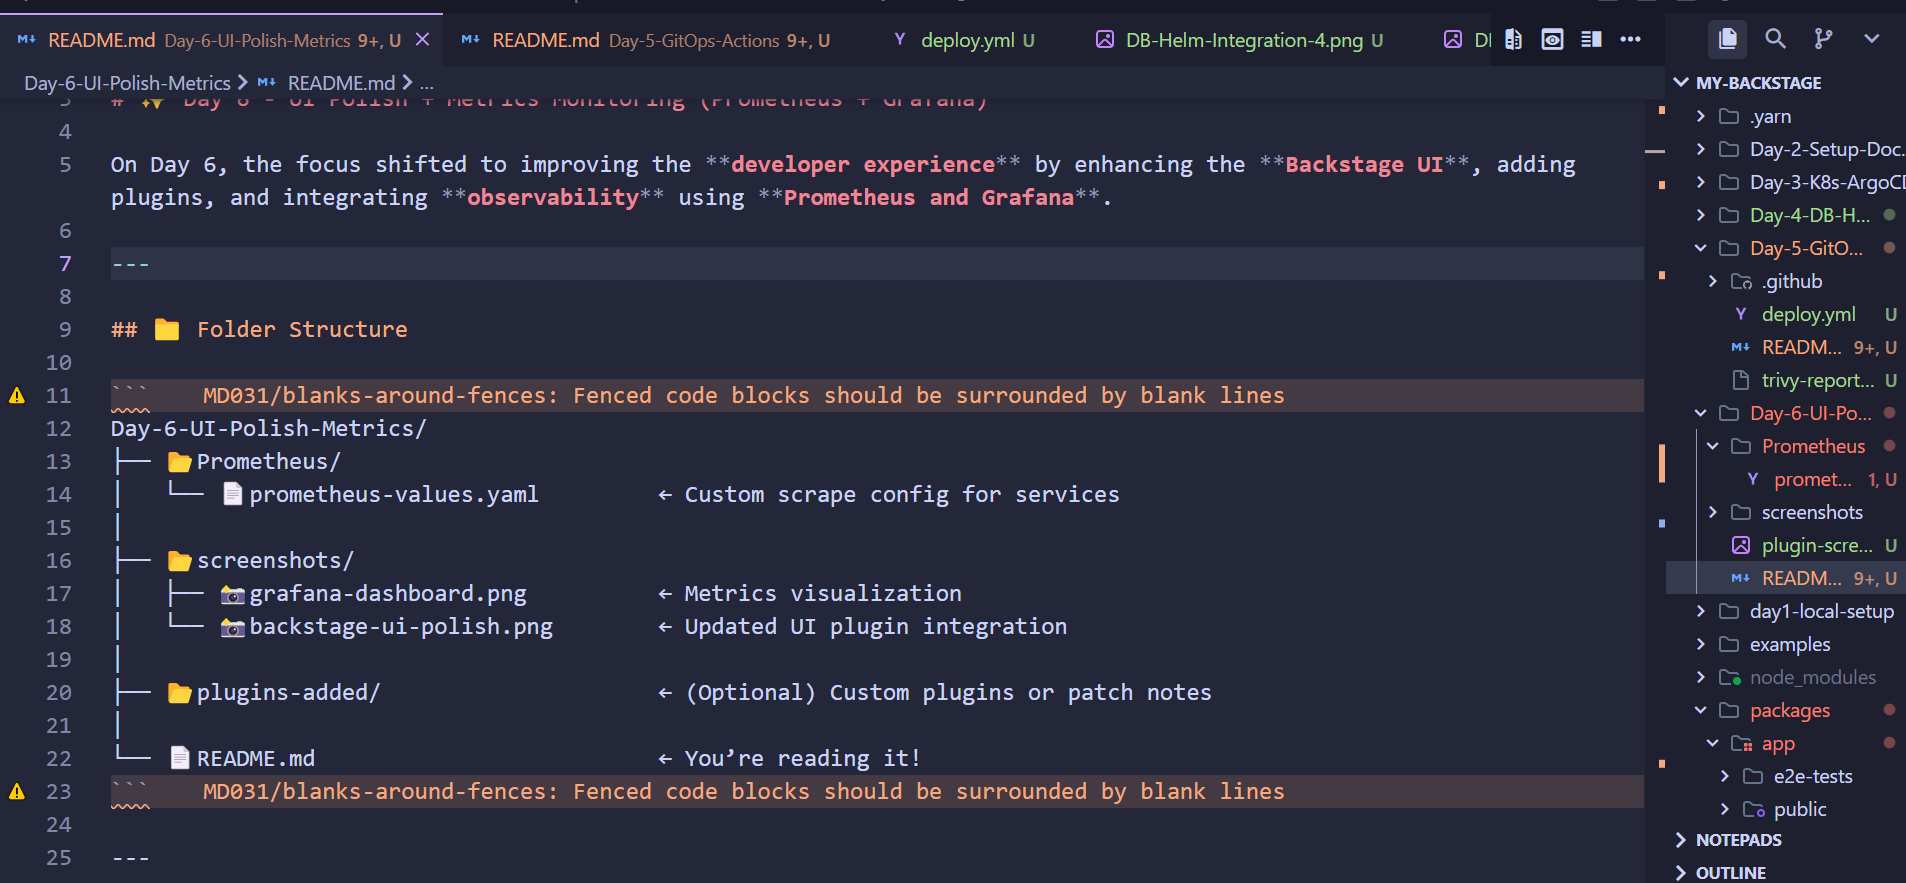 README.md Day-6-UI-Polish-Metrics 9+, U
README.md Day-5-GitOps-Actions 9+, U
deploy.yml U
DB-Helm-Integration-4.png U
Day-6-UI-Polish-Metrics > README.md > ...
# ✨ Day 6 - UI Polish + Metrics Monitoring (Prometheus + Grafana)
4
5 On Day 6, the focus shifted to improving the **developer experience** by enhancing the **Backstage UI**, adding
plugins, and integrating **observability** using **Prometheus and Grafana**.
6
7 ---
8
9 ## 📁 Folder Structure
10
11 ``` MD031/blanks-around-fences: Fenced code blocks should be surrounded by blank lines
12 Day-6-UI-Polish-Metrics/
13 ├── 📂Prometheus/
14 │   └── 📄prometheus-values.yaml ← Custom scrape config for services
15 │
16 ├── 📂screenshots/
17 │   ├── 📸grafana-dashboard.png ← Metrics visualization
18 │   └── 📸backstage-ui-polish.png ← Updated UI plugin integration
19 │
20 ├── 📂plugins-added/ ← (Optional) Custom plugins or patch notes
21 │
22 └── 📄README.md ← You’re reading it!
23 ``` MD031/blanks-around-fences: Fenced code blocks should be surrounded by blank lines
24
25 ---
MY-BACKSTAGE
.yarn
Day-2-Setup-Doc...
Day-3-K8s-ArgoCD
Day-4-DB-H...
Day-5-GitO...
.github
deploy.yml U
READM... 9+, U
trivy-report... U
Day-6-UI-Po...
Prometheus
promet... 1, U
screenshots
plugin-scre... U
READM... 9+, U
day1-local-setup
examples
node_modules
packages
app
e2e-tests
public
NOTEPADS
OUTLINE